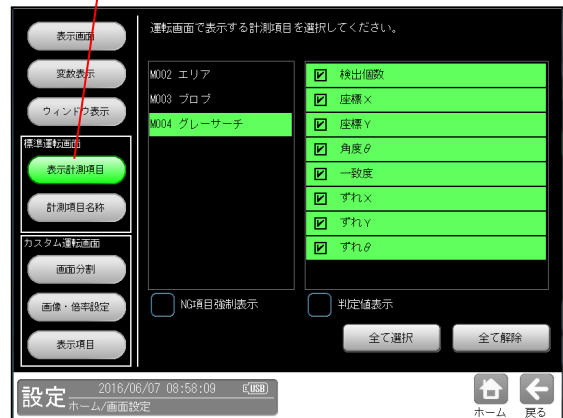 運転画面で表示する計測項目を選択してください。
表示画面
変数表示
ウィンドウ表示
標準運転画面
表示計測項目
計測項目名称
カスタム運転画面
画面分割
画像・倍率設定
表示項目
M002 エリア
M003 ブロブ
M004 グレーサーチ
検出個数
座標X
座標Y
角度θ
一致度
ずれX
ずれY
ずれθ
NG項目強制表示
判定値表示
全て選択
全て解除
設定
2016/06/07 08:58:09
ホーム/画面設定
USB
ホーム
戻る